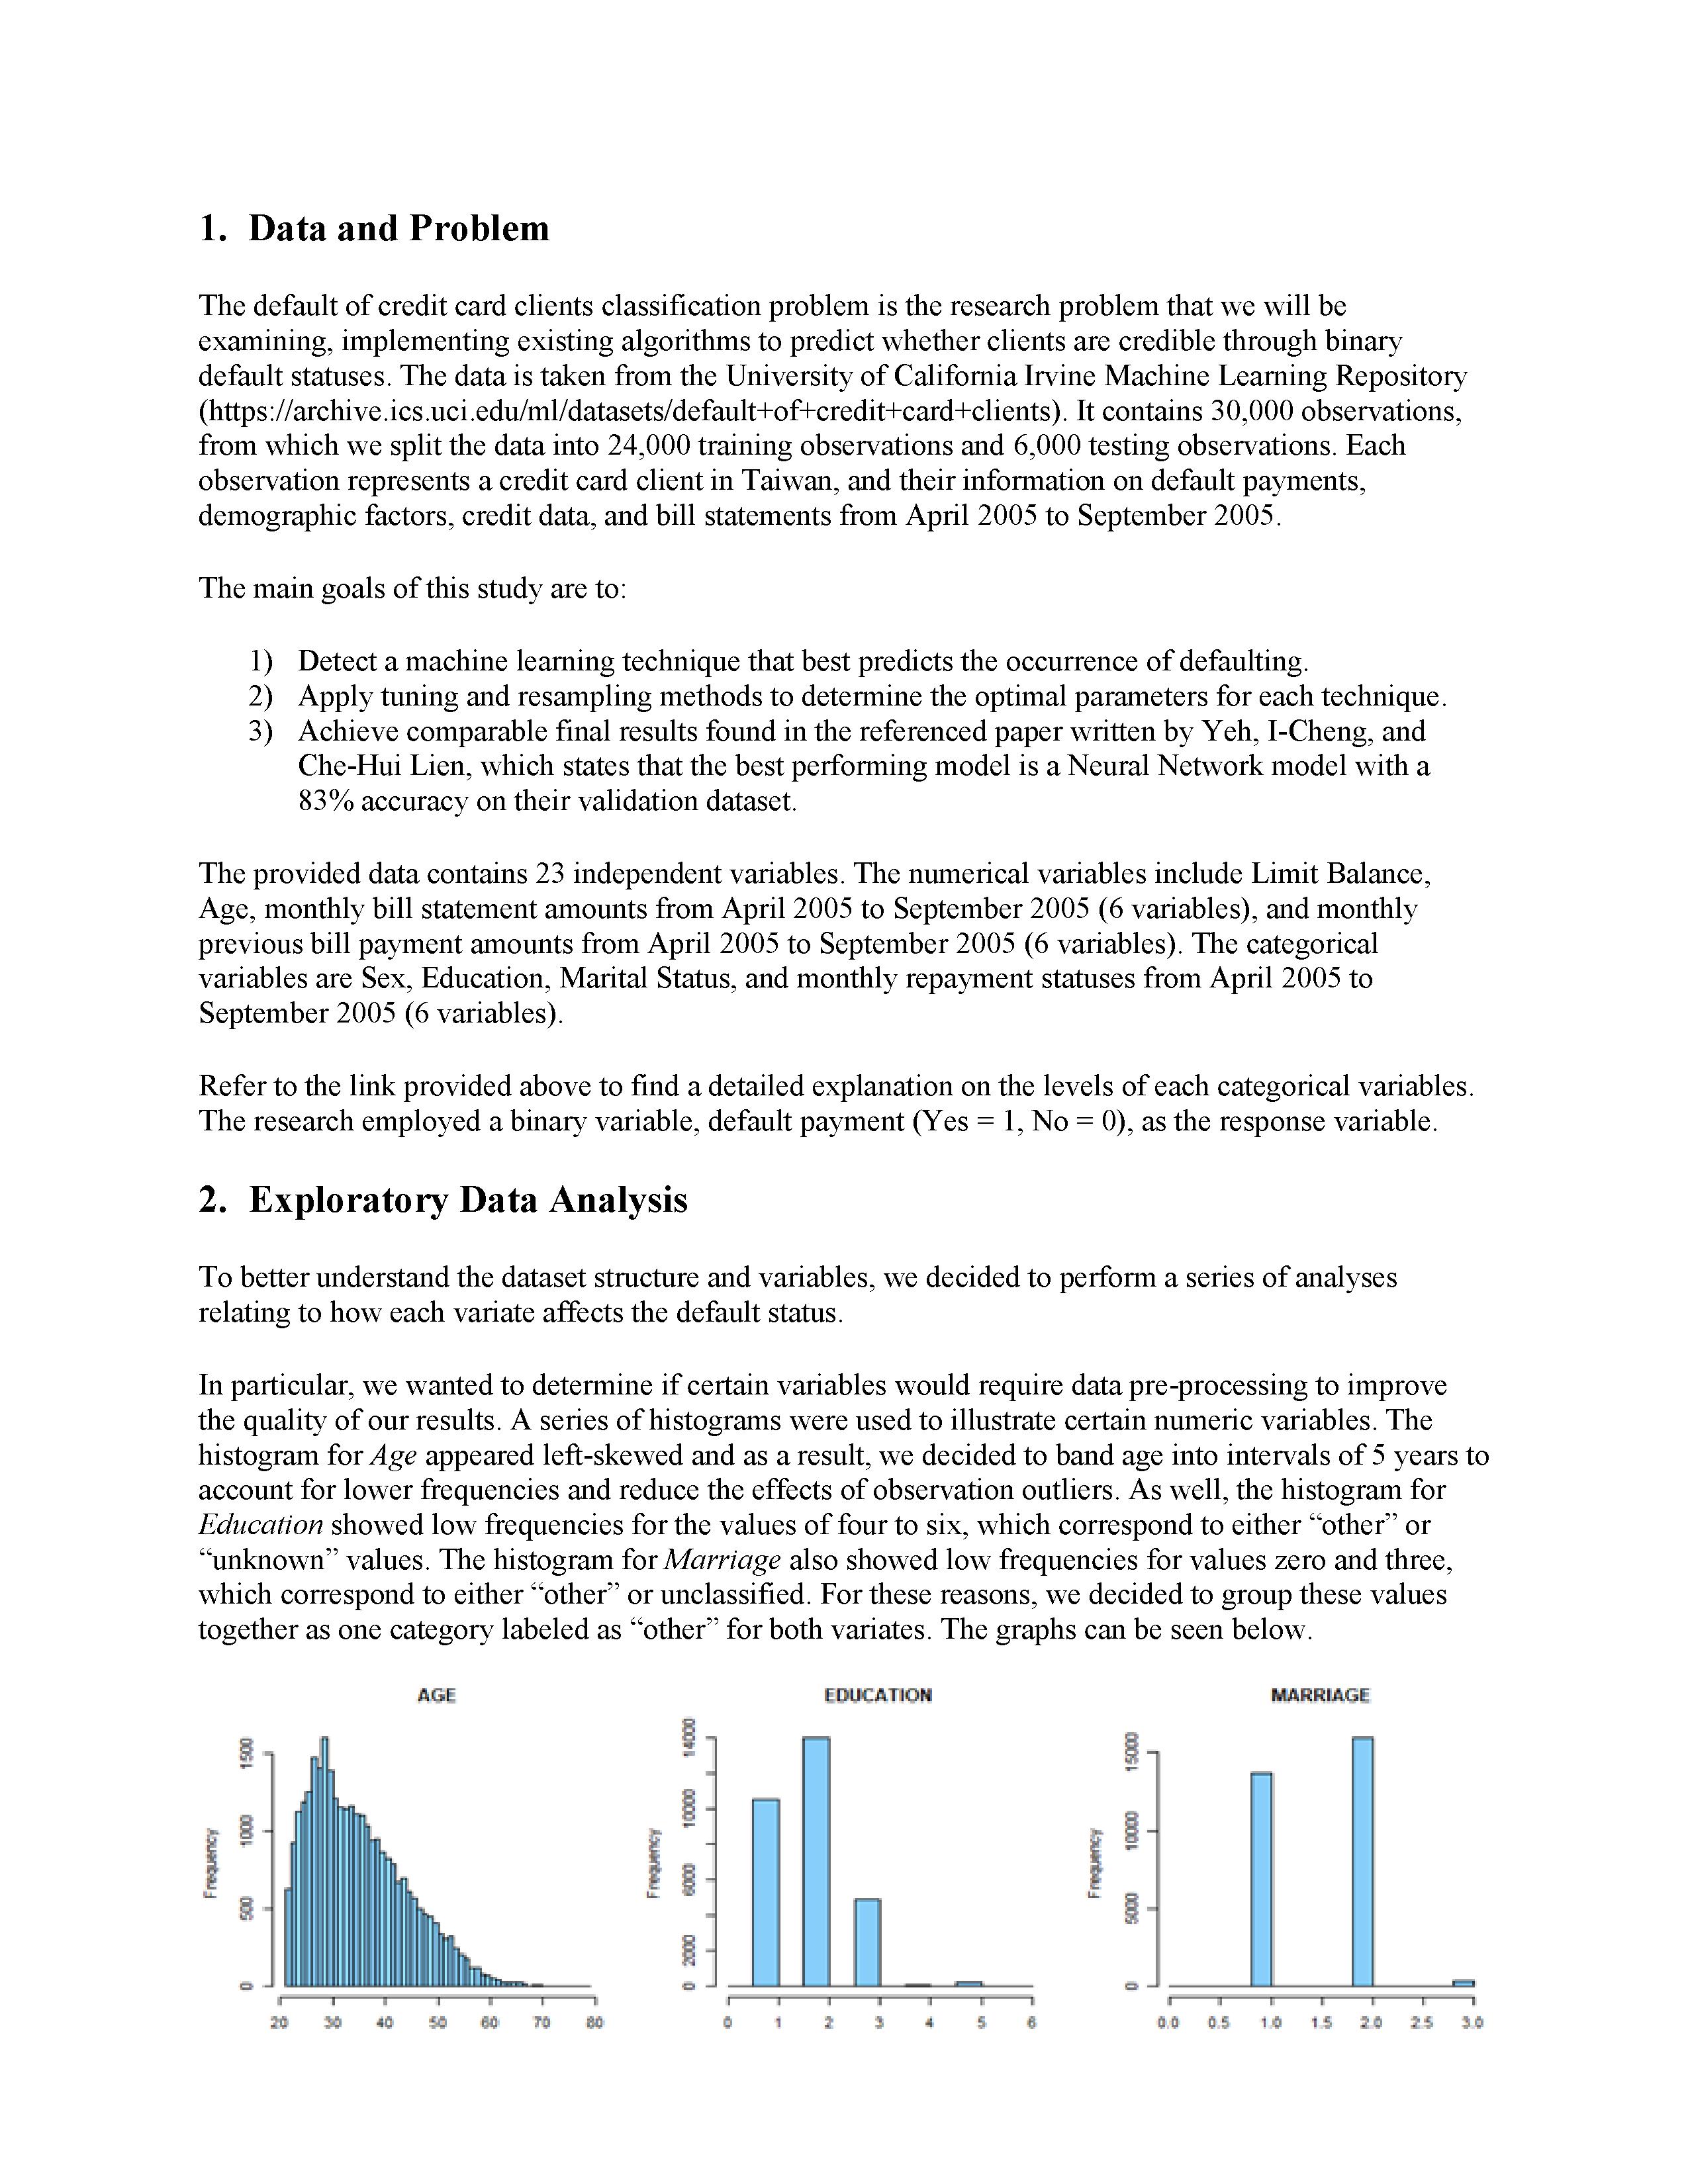 1. Data and Problem
The default of credit card clients classification problem is the research problem that we will be
examining, implementing existing algorithms to predict whether clients are credible through binary
default statuses. The data is taken from the University of California Irvine Machine Learning Repository
(https://archive.ics.uci.edu/ml/datasets/default+of+credit+card+clients). It contains 30,000 observations,
from which we split the data into 24,000 training observations and 6,000 testing observations. Each
observation represents a credit card client in Taiwan, and their information on default payments,
demographic factors, credit data, and bill statements from April 2005 to September 2005.
The main goals of this study are to:
1) Detect a machine learning technique that best predicts the occurrence of defaulting.
2) Apply tuning and resampling methods to determine the optimal parameters for each technique.
3) Achieve comparable final results found in the referenced paper written by Yeh, I-Cheng, and
Che-Hui Lien, which states that the best performing model is a Neural Network model with a
83% accuracy on their validation dataset.
The provided data contains 23 independent variables. The numerical variables include Limit Balance,
Age, monthly bill statement amounts from April 2005 to September 2005 (6 variables), and monthly
previous bill payment amounts from April 2005 to September 2005 (6 variables). The categorical
variables are Sex, Education, Marital Status, and monthly repayment statuses from April 2005 to
September 2005 (6 variables).
Refer to the link provided above to find a detailed explanation on the levels of each categorical variables.
The research employed a binary variable, default payment (Yes = 1, No = 0), as the response variable.
2. Exploratory Data Analysis
To better understand the dataset structure and variables, we decided to perform a series of analyses
relating to how each variate affects the default status.
In particular, we wanted to determine if certain variables would require data pre-processing to improve
the quality of our results. A series of histograms were used to illustrate certain numeric variables. The
histogram for Age appeared left-skewed and as a result, we decided to band age into intervals of 5 years to
account for lower frequencies and reduce the effects of observation outliers. As well, the histogram for
Education showed low frequencies for the values of four to six, which correspond to either “other” or
“unknown” values. The histogram for Marriage also showed low frequencies for values zero and three,
which correspond to either “other” or unclassified. For these reasons, we decided to group these values
together as one category labeled as “other” for both variates. The graphs can be seen below.
AGE
Frequency
1500
1000
500
0
20 30 40 50 60 70 80
EDUCATION
Frequency
14000
10000
6000
2000
0
0 1 2 3 4 5 6
MARRIAGE
Frequency
15000
10000
5000
0
0.0 0.5 1.0 1.5 2.0 2.5 3.0